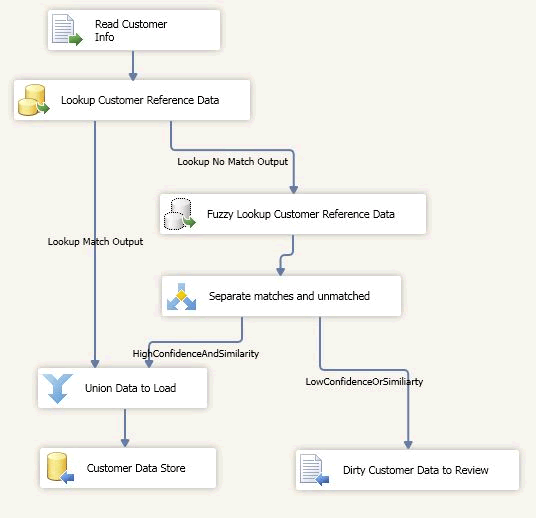 Read Customer
Info
Lookup Customer Reference Data
Lookup No Match Output
Fuzzy Lookup Customer Reference Data
Lookup Match Output
Separate matches and unmatched
HighConfidenceAndSimilarity
LowConfidenceOrSimiliarty
Union Data to Load
Customer Data Store
Dirty Customer Data to Review